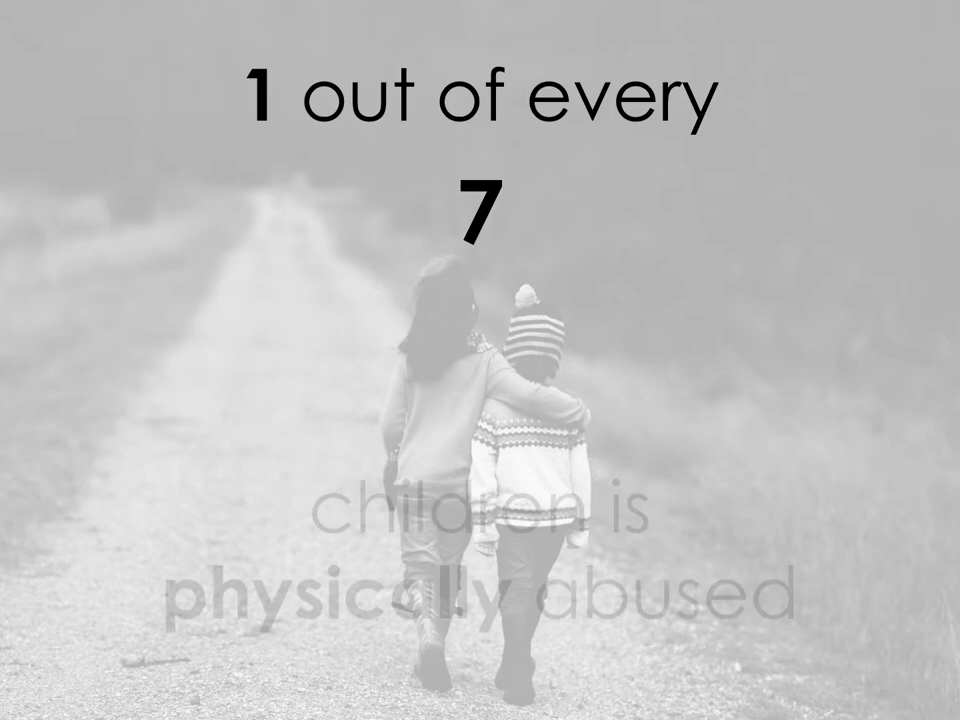 1 out of every
7
children is
physically abused